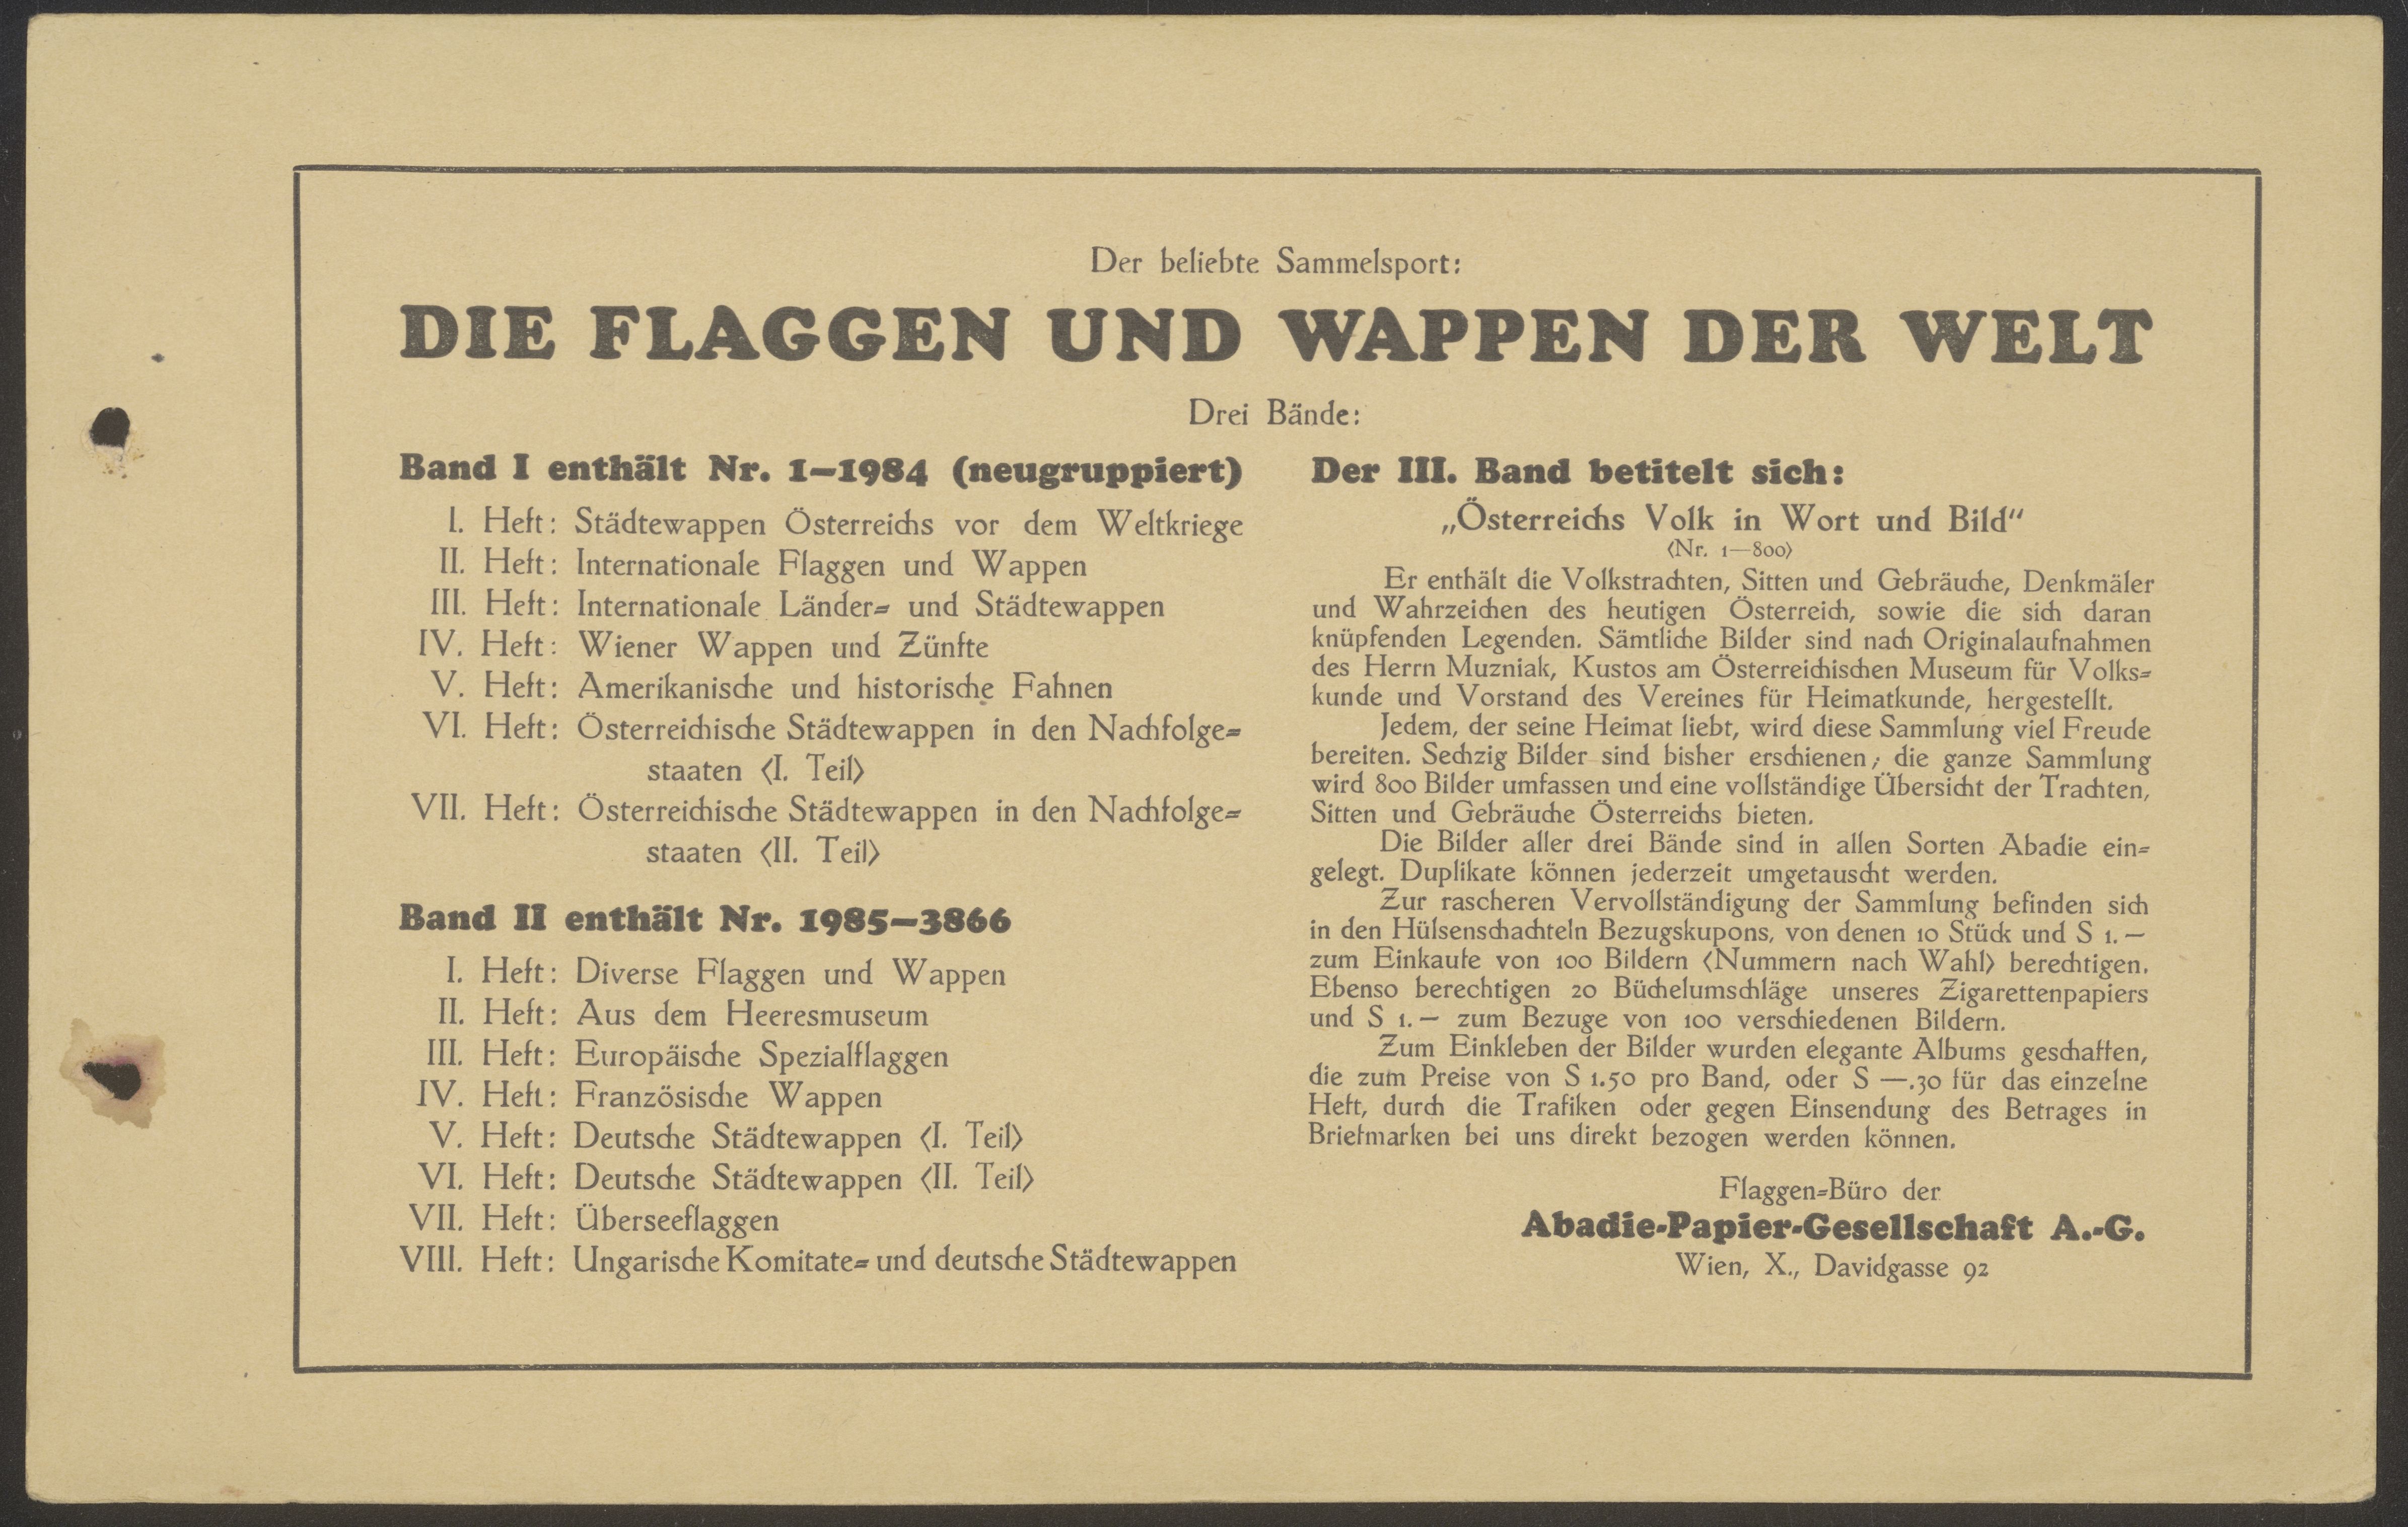 Der beliebte Sammelsport:
DIE FLAGGEN UND WAPPEN DER WELT
Drei Bände:
Band I enthält Nr. 1—1984 (neugruppiert)
I. Heft: Städtewappen Österreichs vor dem Weltkriege
II. Heft: Internationale Flaggen und Wappen
III. Heft: Internationale Länder- und Städtewappen
IV. Heft: Wiener Wappen und Zünfte
V. Heft: Amerikanische und historische Fahnen
VI. Heft: Österreichische Städtewappen in den Nachfolge-
staaten (I. Teil)
VII. Heft: Österreichische Städtewappen in den Nachfolge-
staaten (II. Teil)
Band II enthält Nr. 1985—3866
I. Heft: Diverse Flaggen und Wappen
II. Heft: Aus dem Heeresmuseum
III. Heft: Europäische Spezialflaggen
IV. Heft: Französische Wappen
V. Heft: Deutsche Städtewappen (I. Teil)
VI. Heft: Deutsche Städtewappen (II. Teil)
VII. Heft: Überseeflaggen
VIII. Heft: Ungarische Komitate- und deutsche Städtewappen
Der III. Band betitelt sich:
„Österreichs Volk in Wort und Bild“
(Nr. 1—800)
Er enthält die Volkstrachten, Sitten und Gebräuche, Denkmäler
und Wahrzeichen des heutigen Österreich, sowie die sich daran
knüpfenden Legenden. Sämtliche Bilder sind nach Originalaufnahmen
des Herrn Muzniak, Kustos am Österreichischen Museum für Volks-
kunde und Vorstand des Vereines für Heimatkunde, hergestellt.
Jedem, der seine Heimat liebt, wird diese Sammlung viel Freude
bereiten. Sechzig Bilder sind bisher erschienen; die ganze Sammlung
wird 800 Bilder umfassen und eine vollständige Übersicht der Trachten,
Sitten und Gebräuche Österreichs bieten.
Die Bilder aller drei Bände sind in allen Sorten Abadie ein-
gelegt. Duplikate können jederzeit umgetauscht werden.
Zur rascheren Vervollständigung der Sammlung befinden sich
in den Hülsenschachteln Bezugskupons, von denen 10 Stück und S 1.—
zum Einkaufe von 100 Bildern (Nummern nach Wahl) berechtigen.
Ebenso berechtigen 20 Büchelumschläge unseres Zigarettenpapiers
und S 1.— zum Bezuge von 100 verschiedenen Bildern.
Zum Einkleben der Bilder wurden elegante Albums geschaffen,
die zum Preise von S 1.50 pro Band, oder S —.30 für das einzelne
Heft, durch die Trafiken oder gegen Einsendung des Betrages in
Briefmarken bei uns direkt bezogen werden können.
Flaggen-Büro der
Abadie-Papier-Gesellschaft A.-G.
Wien, X., Davidgasse 92